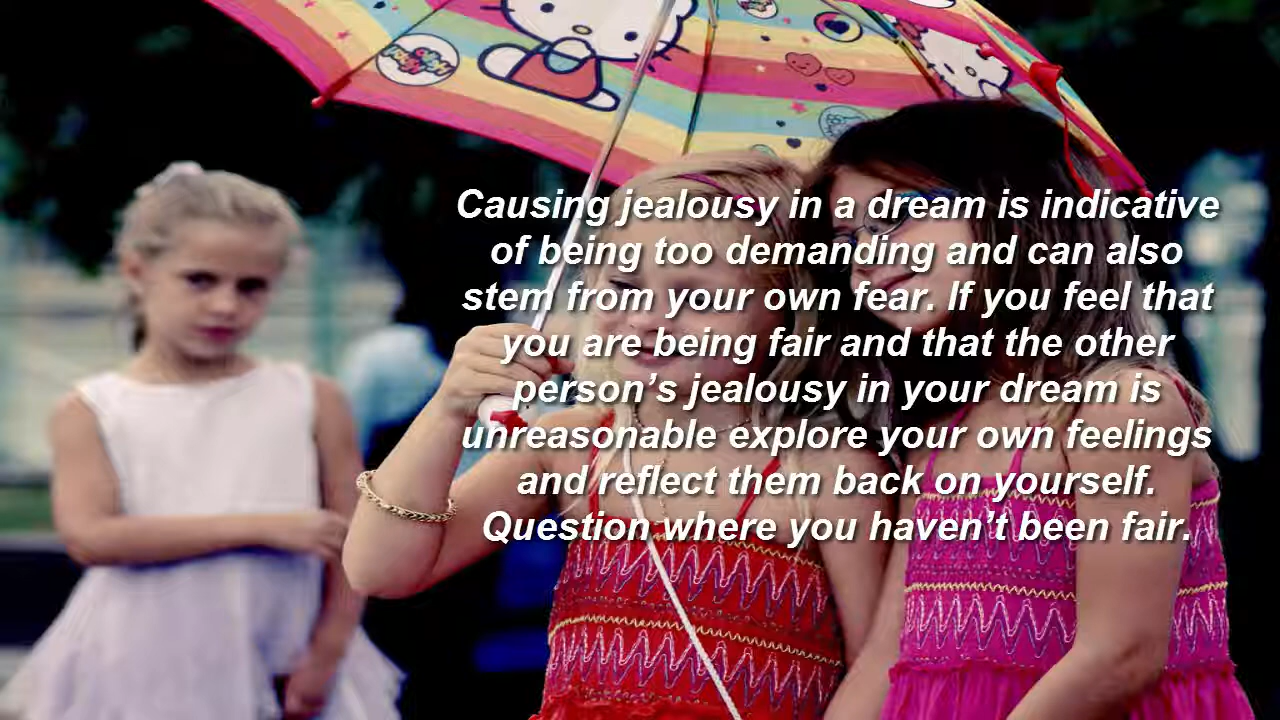 Causing jealousy in a dream is indicative
of being too demanding and can also
stem from your own fear. If you feel that
you are being fair and that the other
person’s jealousy in your dream is
unreasonable explore your own feelings
and reflect them back on yourself.
Question where you haven’t been fair.